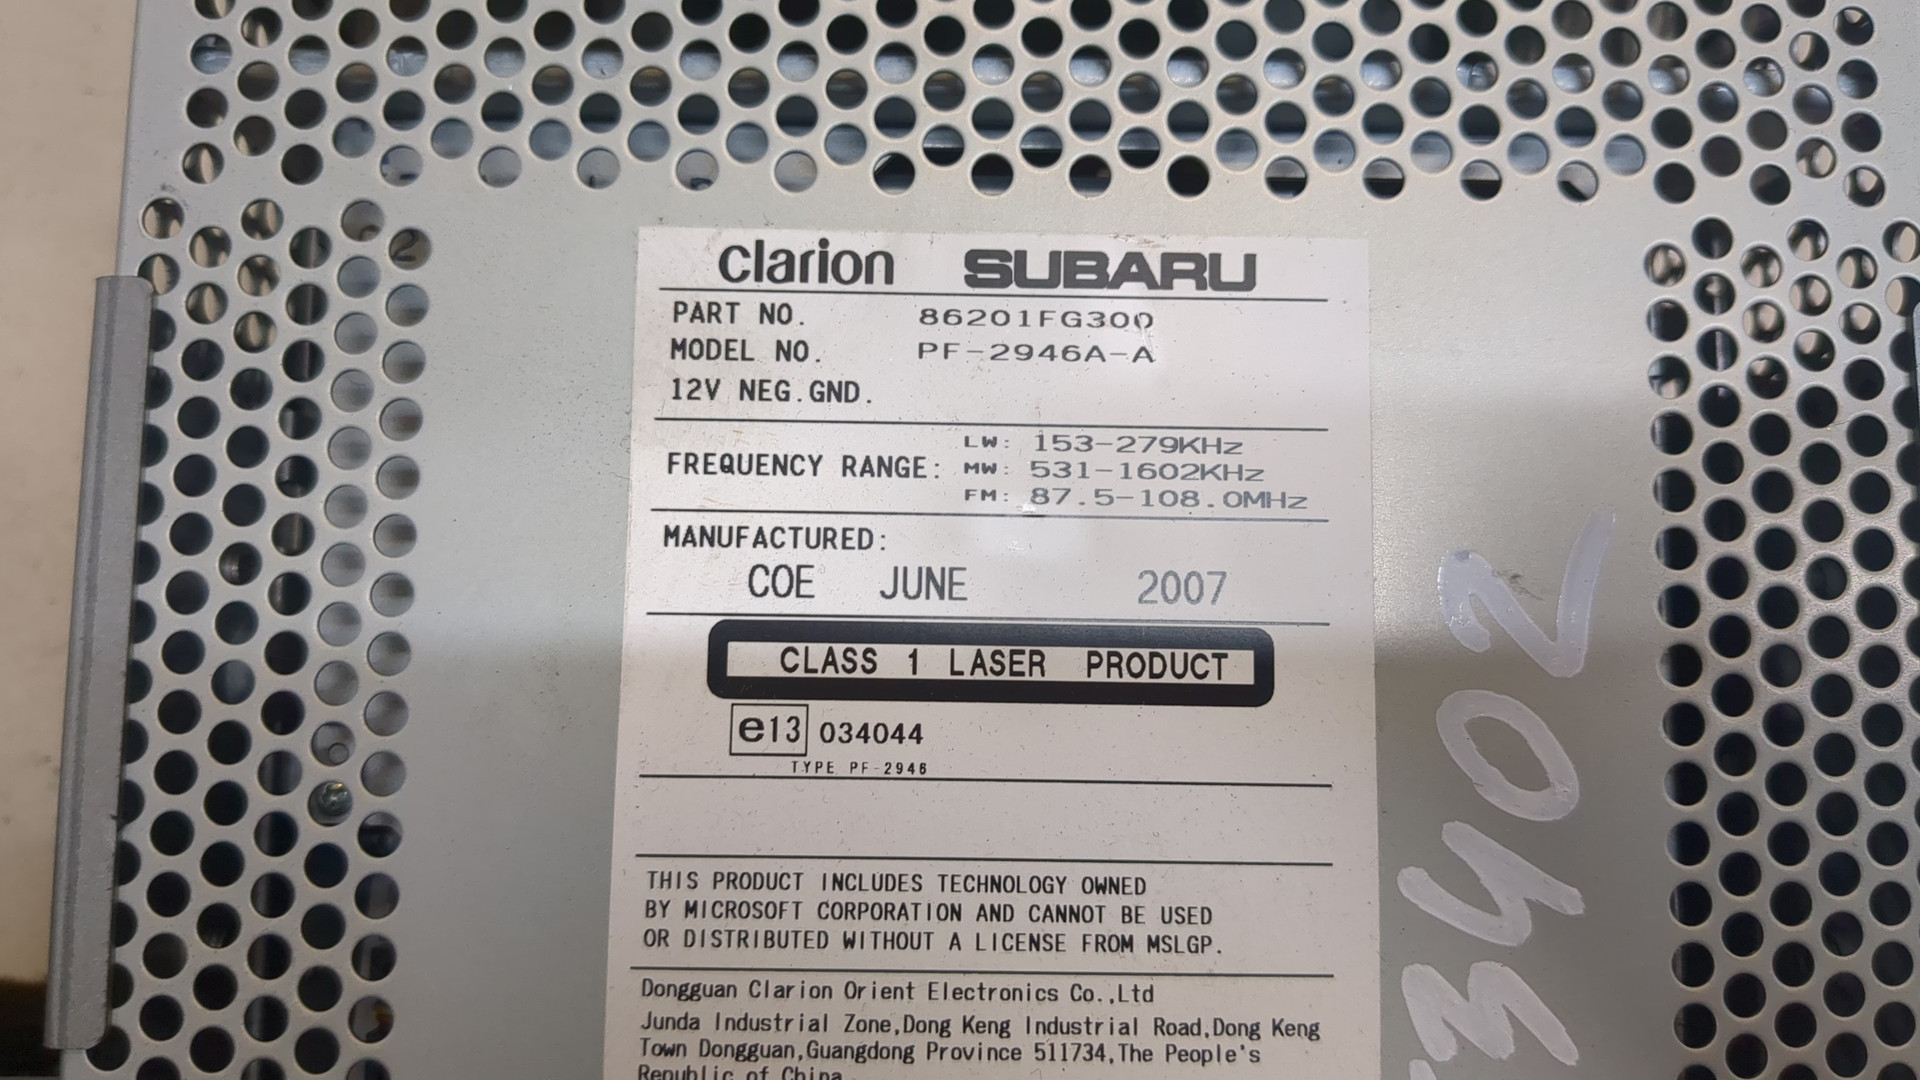 clarion SUBARU
PART NO. 86201FG300
MODEL NO. PF-2946A-A
12V NEG.GND.
FREQUENCY RANGE: LW: 153-279KHz
MW: 531-1602KHz
FM: 87.5-108.0MHz
MANUFACTURED:
COE JUNE 2007
CLASS 1 LASER PRODUCT
e13 034044
TYPE PF-2946
THIS PRODUCT INCLUDES TECHNOLOGY OWNED
BY MICROSOFT CORPORATION AND CANNOT BE USED
OR DISTRIBUTED WITHOUT A LICENSE FROM MSLGP.
Dongguan Clarion Orient Electronics Co.,Ltd
Junda Industrial Zone,Dong Keng Industrial Road,Dong Keng
Town Dongguan,Guangdong Province 511734,The People's
Republic of China
3402